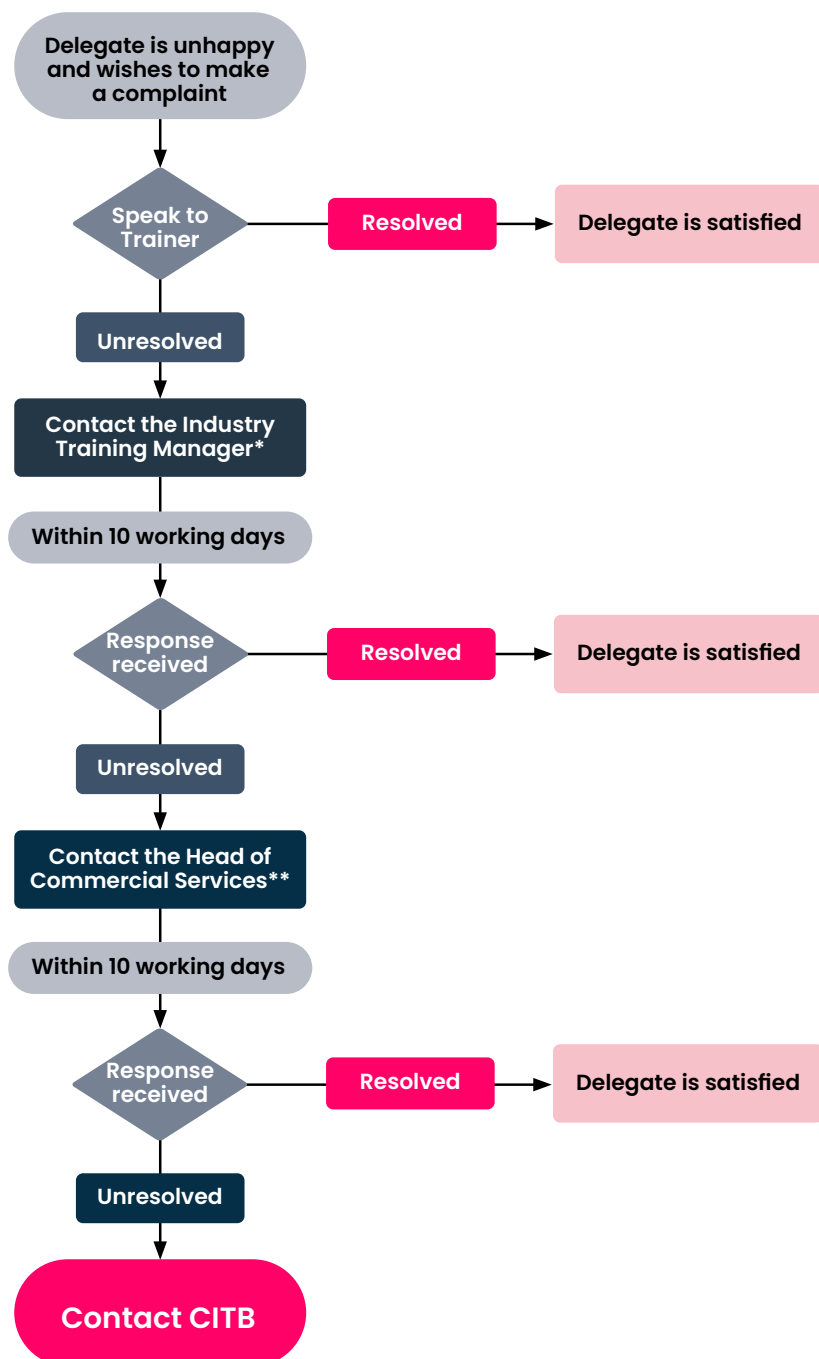 Delegate is unhappy
and wishes to make
a complaint
Speak to
Trainer
Resolved
Delegate is satisfied
Unresolved
Contact the Industry
Training Manager*
Within 10 working days
Response
received
Resolved
Delegate is satisfied
Unresolved
Contact the Head of
Commercial Services**
Within 10 working days
Response
received
Resolved
Delegate is satisfied
Unresolved
Contact CITB